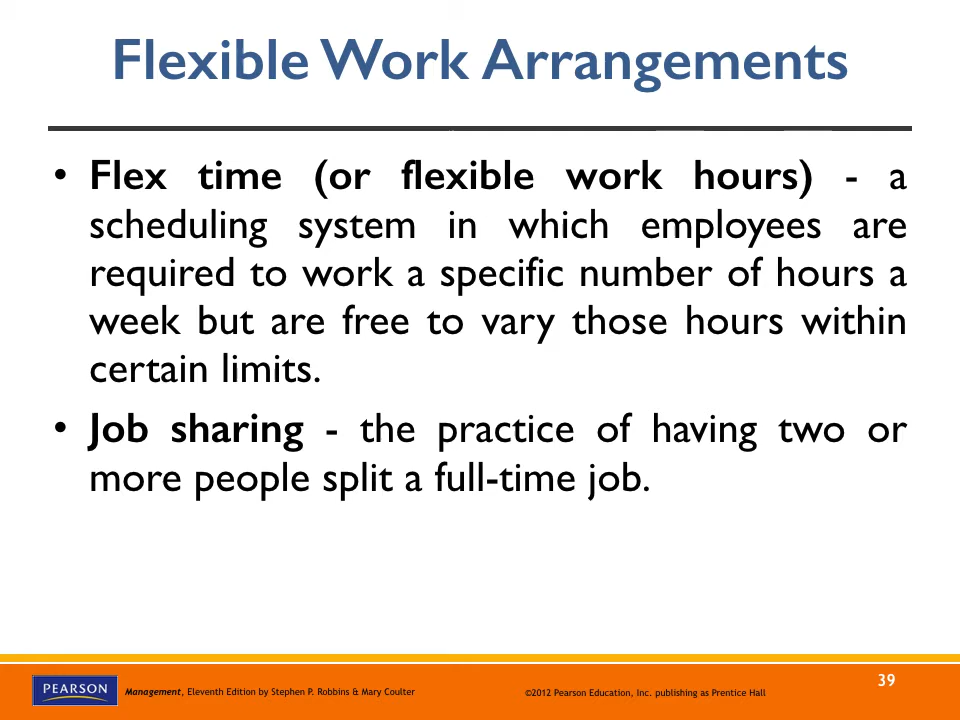 Flexible Work Arrangements
• Flex time (or flexible work hours) - a
scheduling system in which employees are
required to work a specific number of hours a
week but are free to vary those hours within
certain limits.
• Job sharing - the practice of having two or
more people split a full-time job.
39
PEARSON
Management, Eleventh Edition by Stephen P. Robbins & Mary Coulter
©2012 Pearson Education, Inc. publishing as Prentice Hall